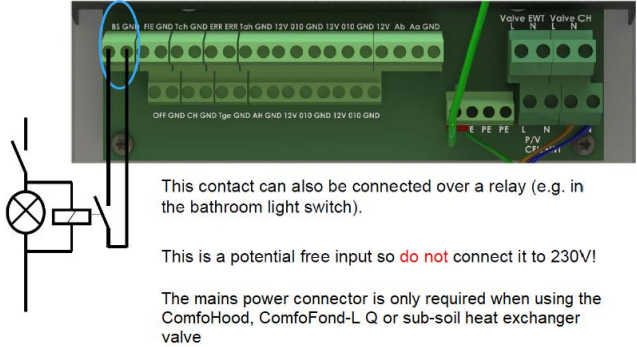 BS GND FIE GND Tch GND ERR ERR Tah GND 12V 010 GND 12V 010 GND 12V Ab Aa GND
Valve EWT Valve CH
L N L N
OFF GND CH GND Tge GND AH GND 12V 010 GND 12V 010 GND
E PE PE L N N
P/V
This contact can also be connected over a relay (e.g. in
the bathroom light switch).
This is a potential free input so do not connect it to 230V!
The mains power connector is only required when using the
ComfoHood, ComfoFond-L Q or sub-soil heat exchanger
valve